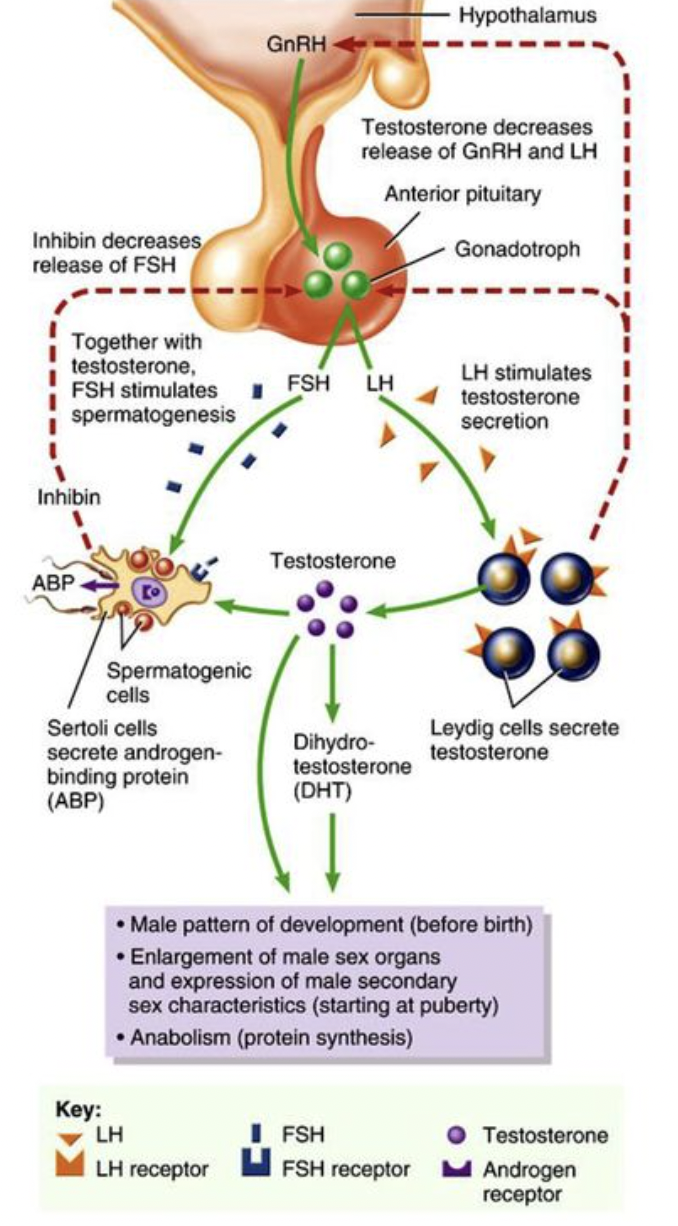 Hypothalamus
GnRH
Testosterone decreases
release of GnRH and LH
Anterior pituitary
Inhibin decreases
release of FSH
Gonadotroph
Together with
testosterone,
FSH stimulates
spermatogenesis
FSH
LH
LH stimulates
testosterone
secretion
Inhibin
ABP
Testosterone
Spermatogenic
cells
Sertoli cells
secrete androgen-
binding protein
(ABP)
Leydig cells secrete
testosterone
Dihydro-
testosterone
(DHT)
• Male pattern of development (before birth)
• Enlargement of male sex organs
and expression of male secondary
sex characteristics (starting at puberty)
• Anabolism (protein synthesis)
Key:
LH
FSH
Testosterone
LH receptor
FSH receptor
Androgen
receptor